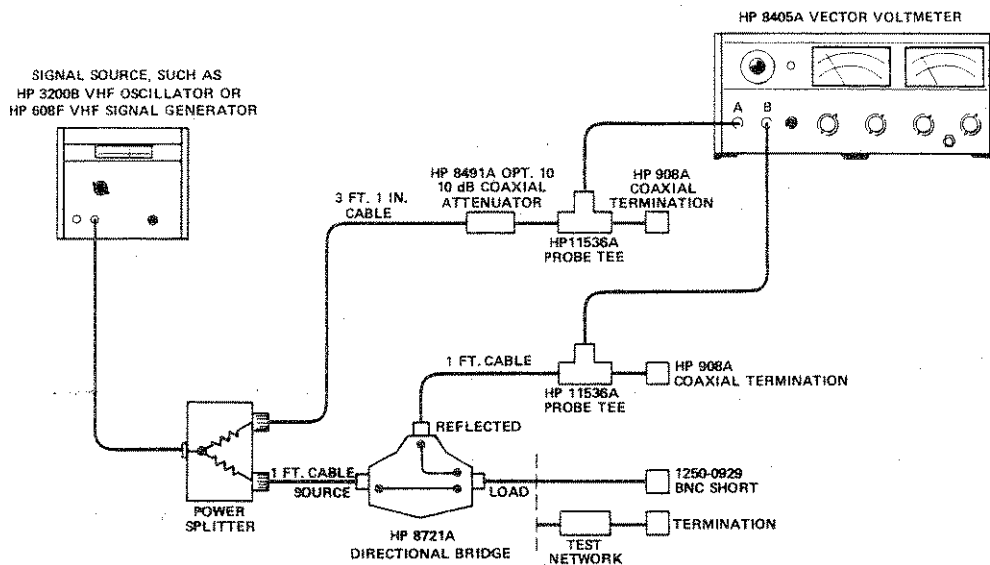 HP 8405A VECTOR VOLTMETER
SIGNAL SOURCE, SUCH AS
HP 3200B VHF OSCILLATOR OR
HP 608F VHF SIGNAL GENERATOR
A
B
3 FT. 1 IN.
CABLE
HP 8491A OPT. 10
10 dB COAXIAL
ATTENUATOR
HP 908A
COAXIAL
TERMINATION
HP11536A
PROBE TEE
1 FT. CABLE
HP 11536A
PROBE TEE
HP 908A
COAXIAL TERMINATION
REFLECTED
1 FT. CABLE
SOURCE
LOAD
1250-0929
BNC SHORT
POWER
SPLITTER
HP 8721A
DIRECTIONAL BRIDGE
TEST
NETWORK
TERMINATION